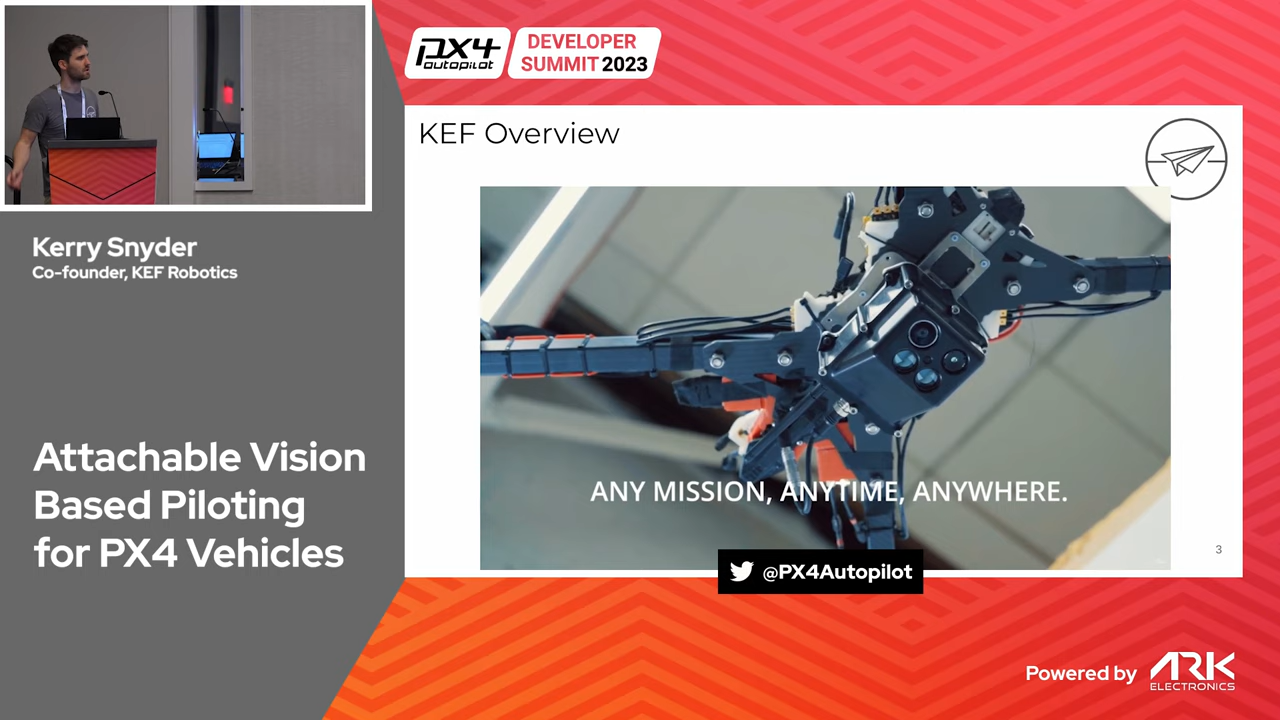 PX4
autopilot
DEVELOPER
SUMMIT 2023
KEF Overview
Kerry Snyder
Co-founder, KEF Robotics
Attachable Vision
Based Piloting
for PX4 Vehicles
ANY MISSION, ANYTIME, ANYWHERE.
3
@PX4Autopilot
Powered by ARK
ELECTRONICS